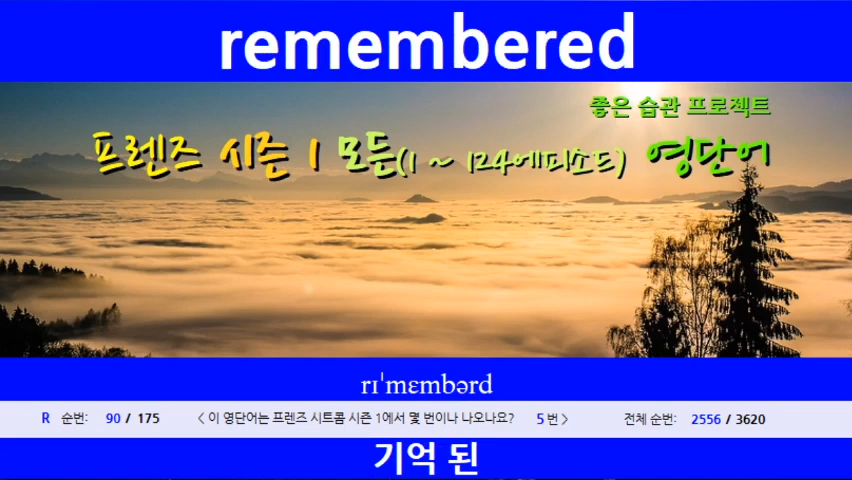 remembered
좋은 습관 프로젝트
프렌즈 시즌 1 모든(1 ~ 124에피소드) 영단어
rɪˈmɛmbərd
R 순번: 90 / 175 < 이 영단어는 프렌즈 시트콤 시즌 1에서 몇 번이나 나오나요? 5 번 > 전체 순번: 2556 / 3620
기억 된